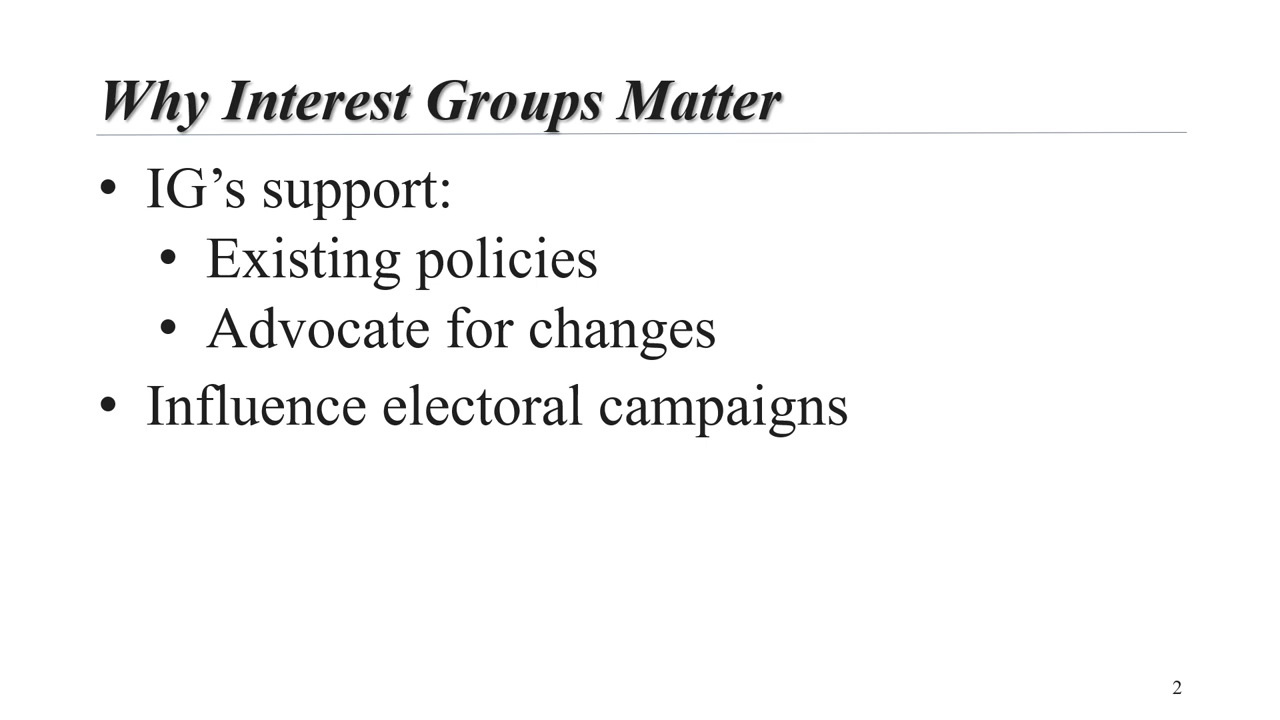 Why Interest Groups Matter
• IG’s support:
• Existing policies
• Advocate for changes
• Influence electoral campaigns
2